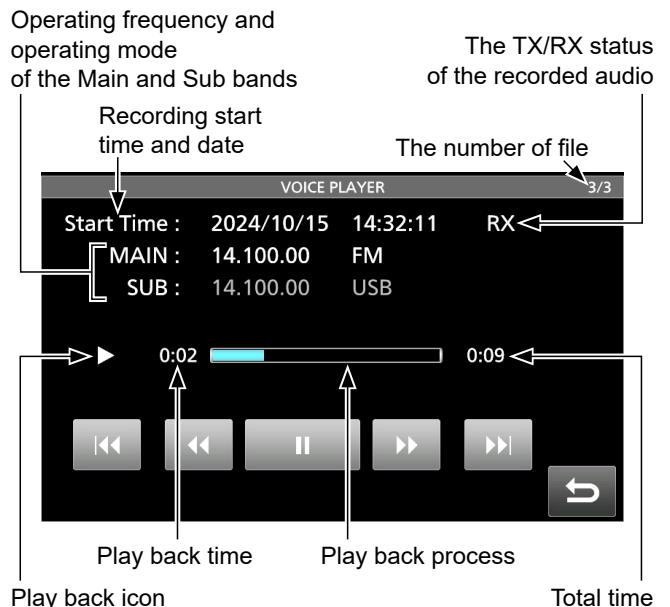 Operating frequency and
operating mode
of the Main and Sub bands
The TX/RX status
of the recorded audio
Recording start
time and date
The number of file
VOICE PLAYER 3/3
Start Time : 2024/10/15 14:32:11 RX
MAIN : 14.100.00 FM
SUB : 14.100.00 USB
0:02 0:09
Play back time Play back process
Play back icon Total time